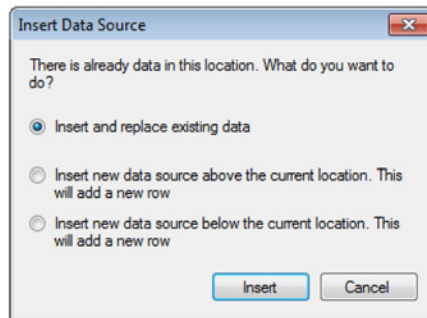 Insert Data Source
There is already data in this location. What do you want to
do?
Insert and replace existing data
Insert new data source above the current location. This
will add a new row
Insert new data source below the current location. This
will add a new row
Insert
Cancel